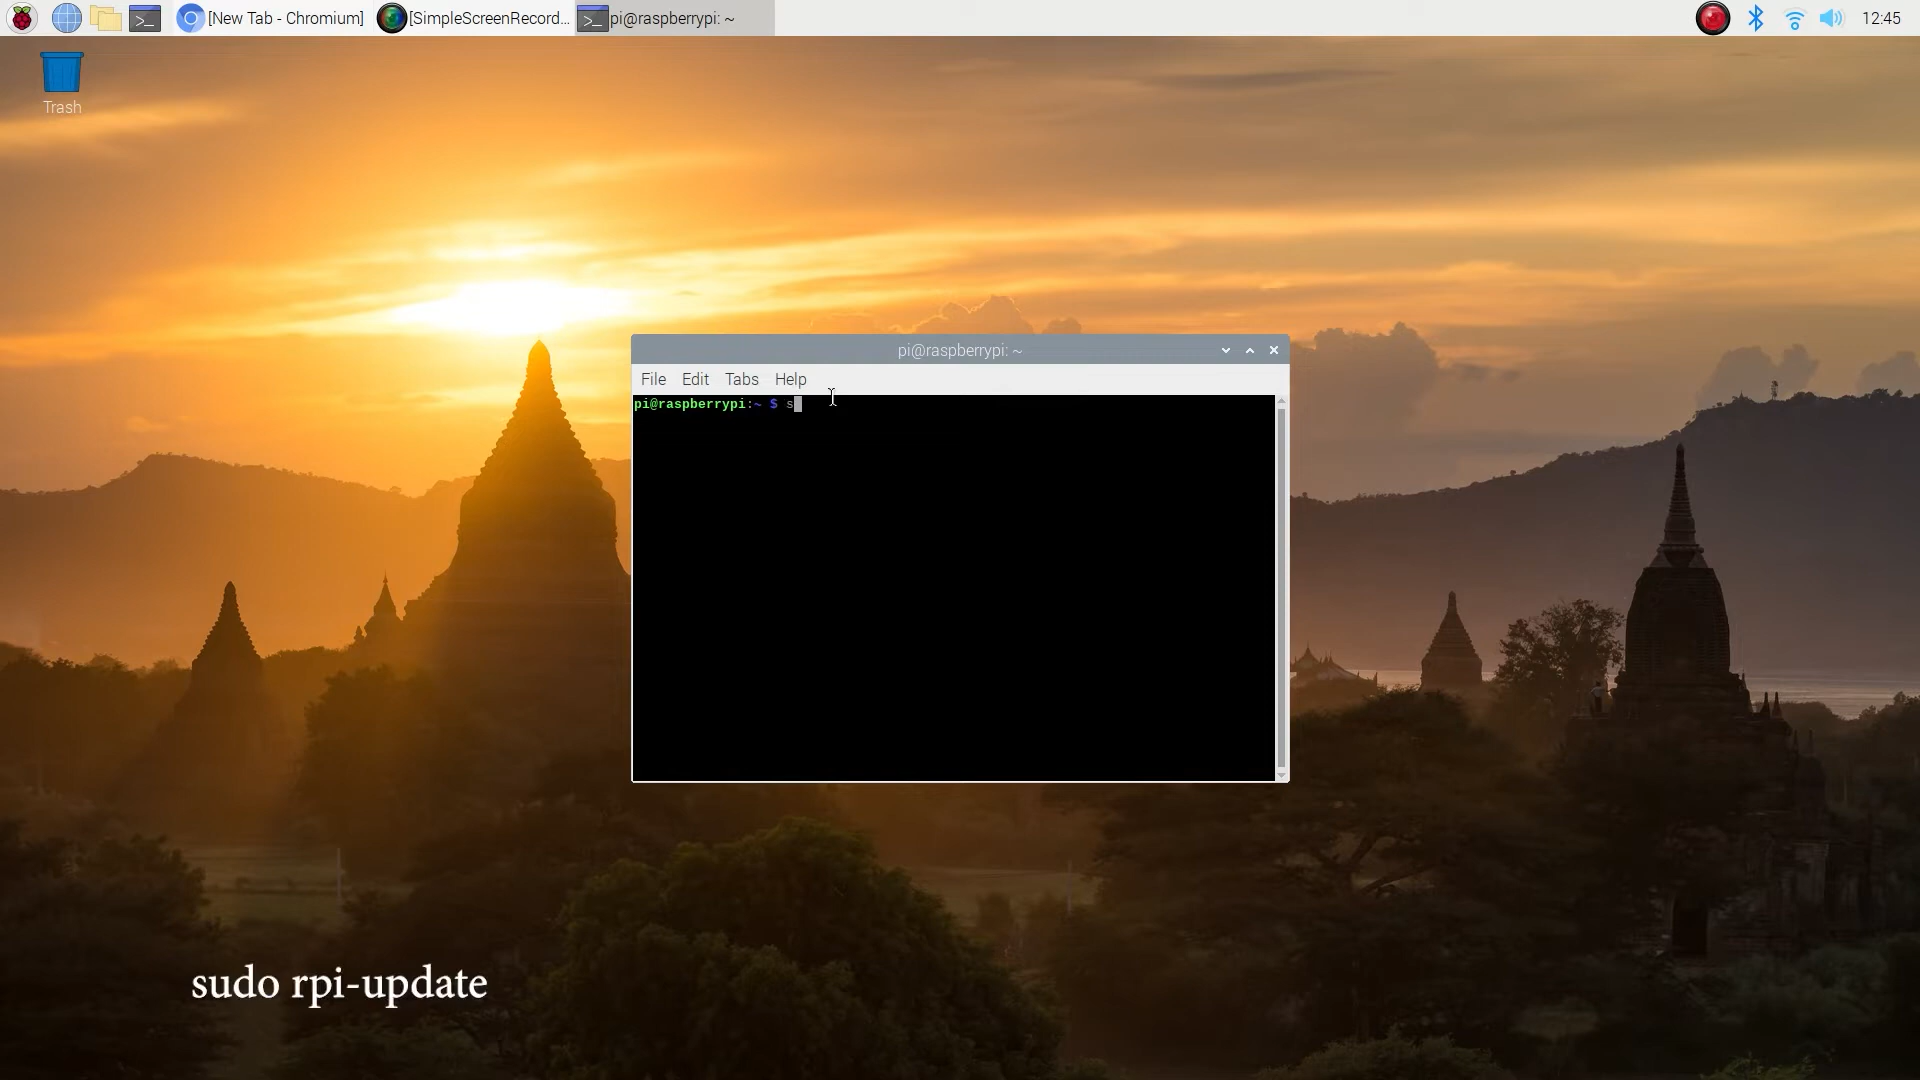 [New Tab - Chromium]
[SimpleScreenRecord...
pi@raspberrypi: ~
12:45
Trash
pi@raspberrypi: ~
File Edit Tabs Help
pi@raspberrypi:~ $ s
sudo rpi-update